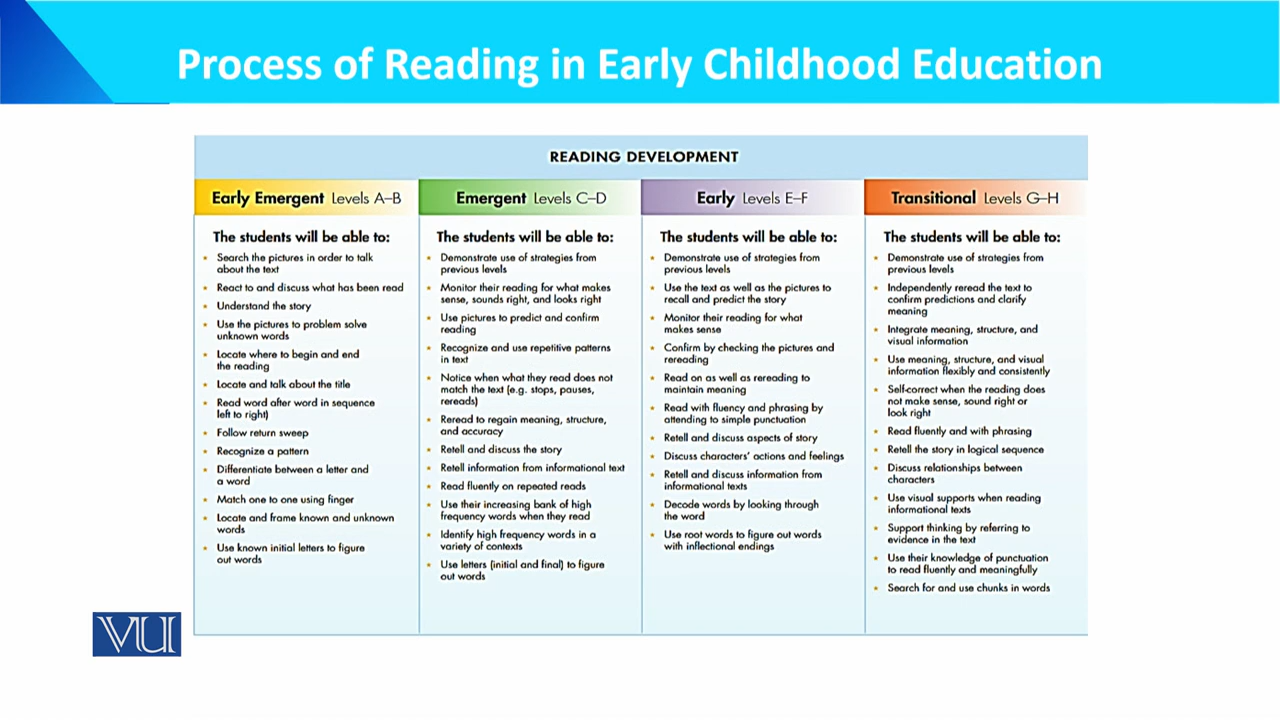 Process of Reading in Early Childhood Education
READING DEVELOPMENT
Early Emergent Levels A–B
The students will be able to:
• Search the pictures in order to talk
about the text
• React to and discuss what has been read
• Understand the story
• Use the pictures to problem solve
unknown words
• Locate where to begin and end
the reading
• Locate and talk about the title
• Read word after word in sequence
left to right)
• Follow return sweep
• Recognize a pattern
• Differentiate between a letter and
a word
• Match one to one using finger
• Locate and frame known and unknown
words
• Use known initial letters to figure
out words
Emergent Levels C–D
The students will be able to:
• Demonstrate use of strategies from
previous levels
• Monitor their reading for what makes
sense, sounds right, and looks right
• Use pictures to predict and confirm
reading
• Recognize and use repetitive patterns
in text
• Notice when what they read does not
match the text (e.g. stops, pauses,
rereads)
• Reread to regain meaning, structure,
and accuracy
• Retell and discuss the story
• Retell information from informational text
• Read fluently on repeated reads
• Use their increasing bank of high
frequency words when they read
• Identify high frequency words in a
variety of contexts
• Use letters (initial and final) to figure
out words
Early Levels E–F
The students will be able to:
• Demonstrate use of strategies from
previous levels
• Use the text as well as the pictures to
recall and predict the story
• Monitor their reading for what
makes sense
• Confirm by checking the pictures and
rereading
• Read on as well as rereading to
maintain meaning
• Read with fluency and phrasing by
attending to simple punctuation
• Retell and discuss aspects of story
• Discuss characters' actions and feelings
• Retell and discuss information from
informational texts
• Decode words by looking through
the word
• Use root words to figure out words
with inflectional endings
Transitional Levels G–H
The students will be able to:
• Demonstrate use of strategies from
previous levels
• Independently reread the text to
confirm predictions and clarify
meaning
• Integrate meaning, structure, and
visual information
• Use meaning, structure, and visual
information flexibly and consistently
• Self-correct when the reading does
not make sense, sound right or
look right
• Read fluently and with phrasing
• Retell the story in logical sequence
• Discuss relationships between
characters
• Use visual supports when reading
informational texts
• Support thinking by referring to
evidence in the text
• Use their knowledge of punctuation
to read fluently and meaningfully
• Search for and use chunks in words
VU